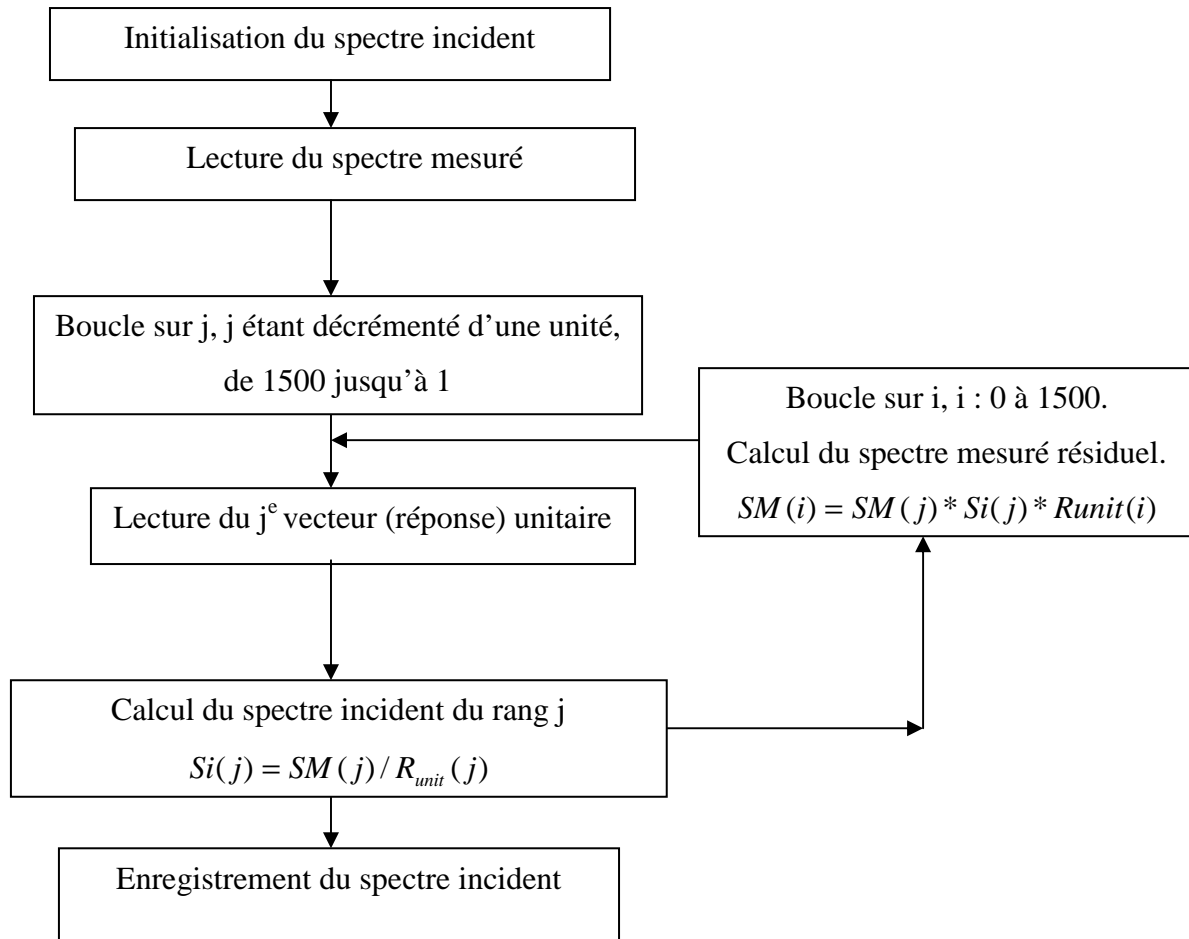 Initialisation du spectre incident
Lecture du spectre mesuré
Boucle sur j, j étant décrémenté d’une unité,
de 1500 jusqu’à 1
Boucle sur i, i : 0 à 1500.
Calcul du spectre mesuré résiduel.
SM(i) = SM(j)* Si(j)* Runit(i)
Lecture du jᵉ vecteur (réponse) unitaire
Calcul du spectre incident du rang j
Si(j) = SM(j) / R_unit(j)
Enregistrement du spectre incident